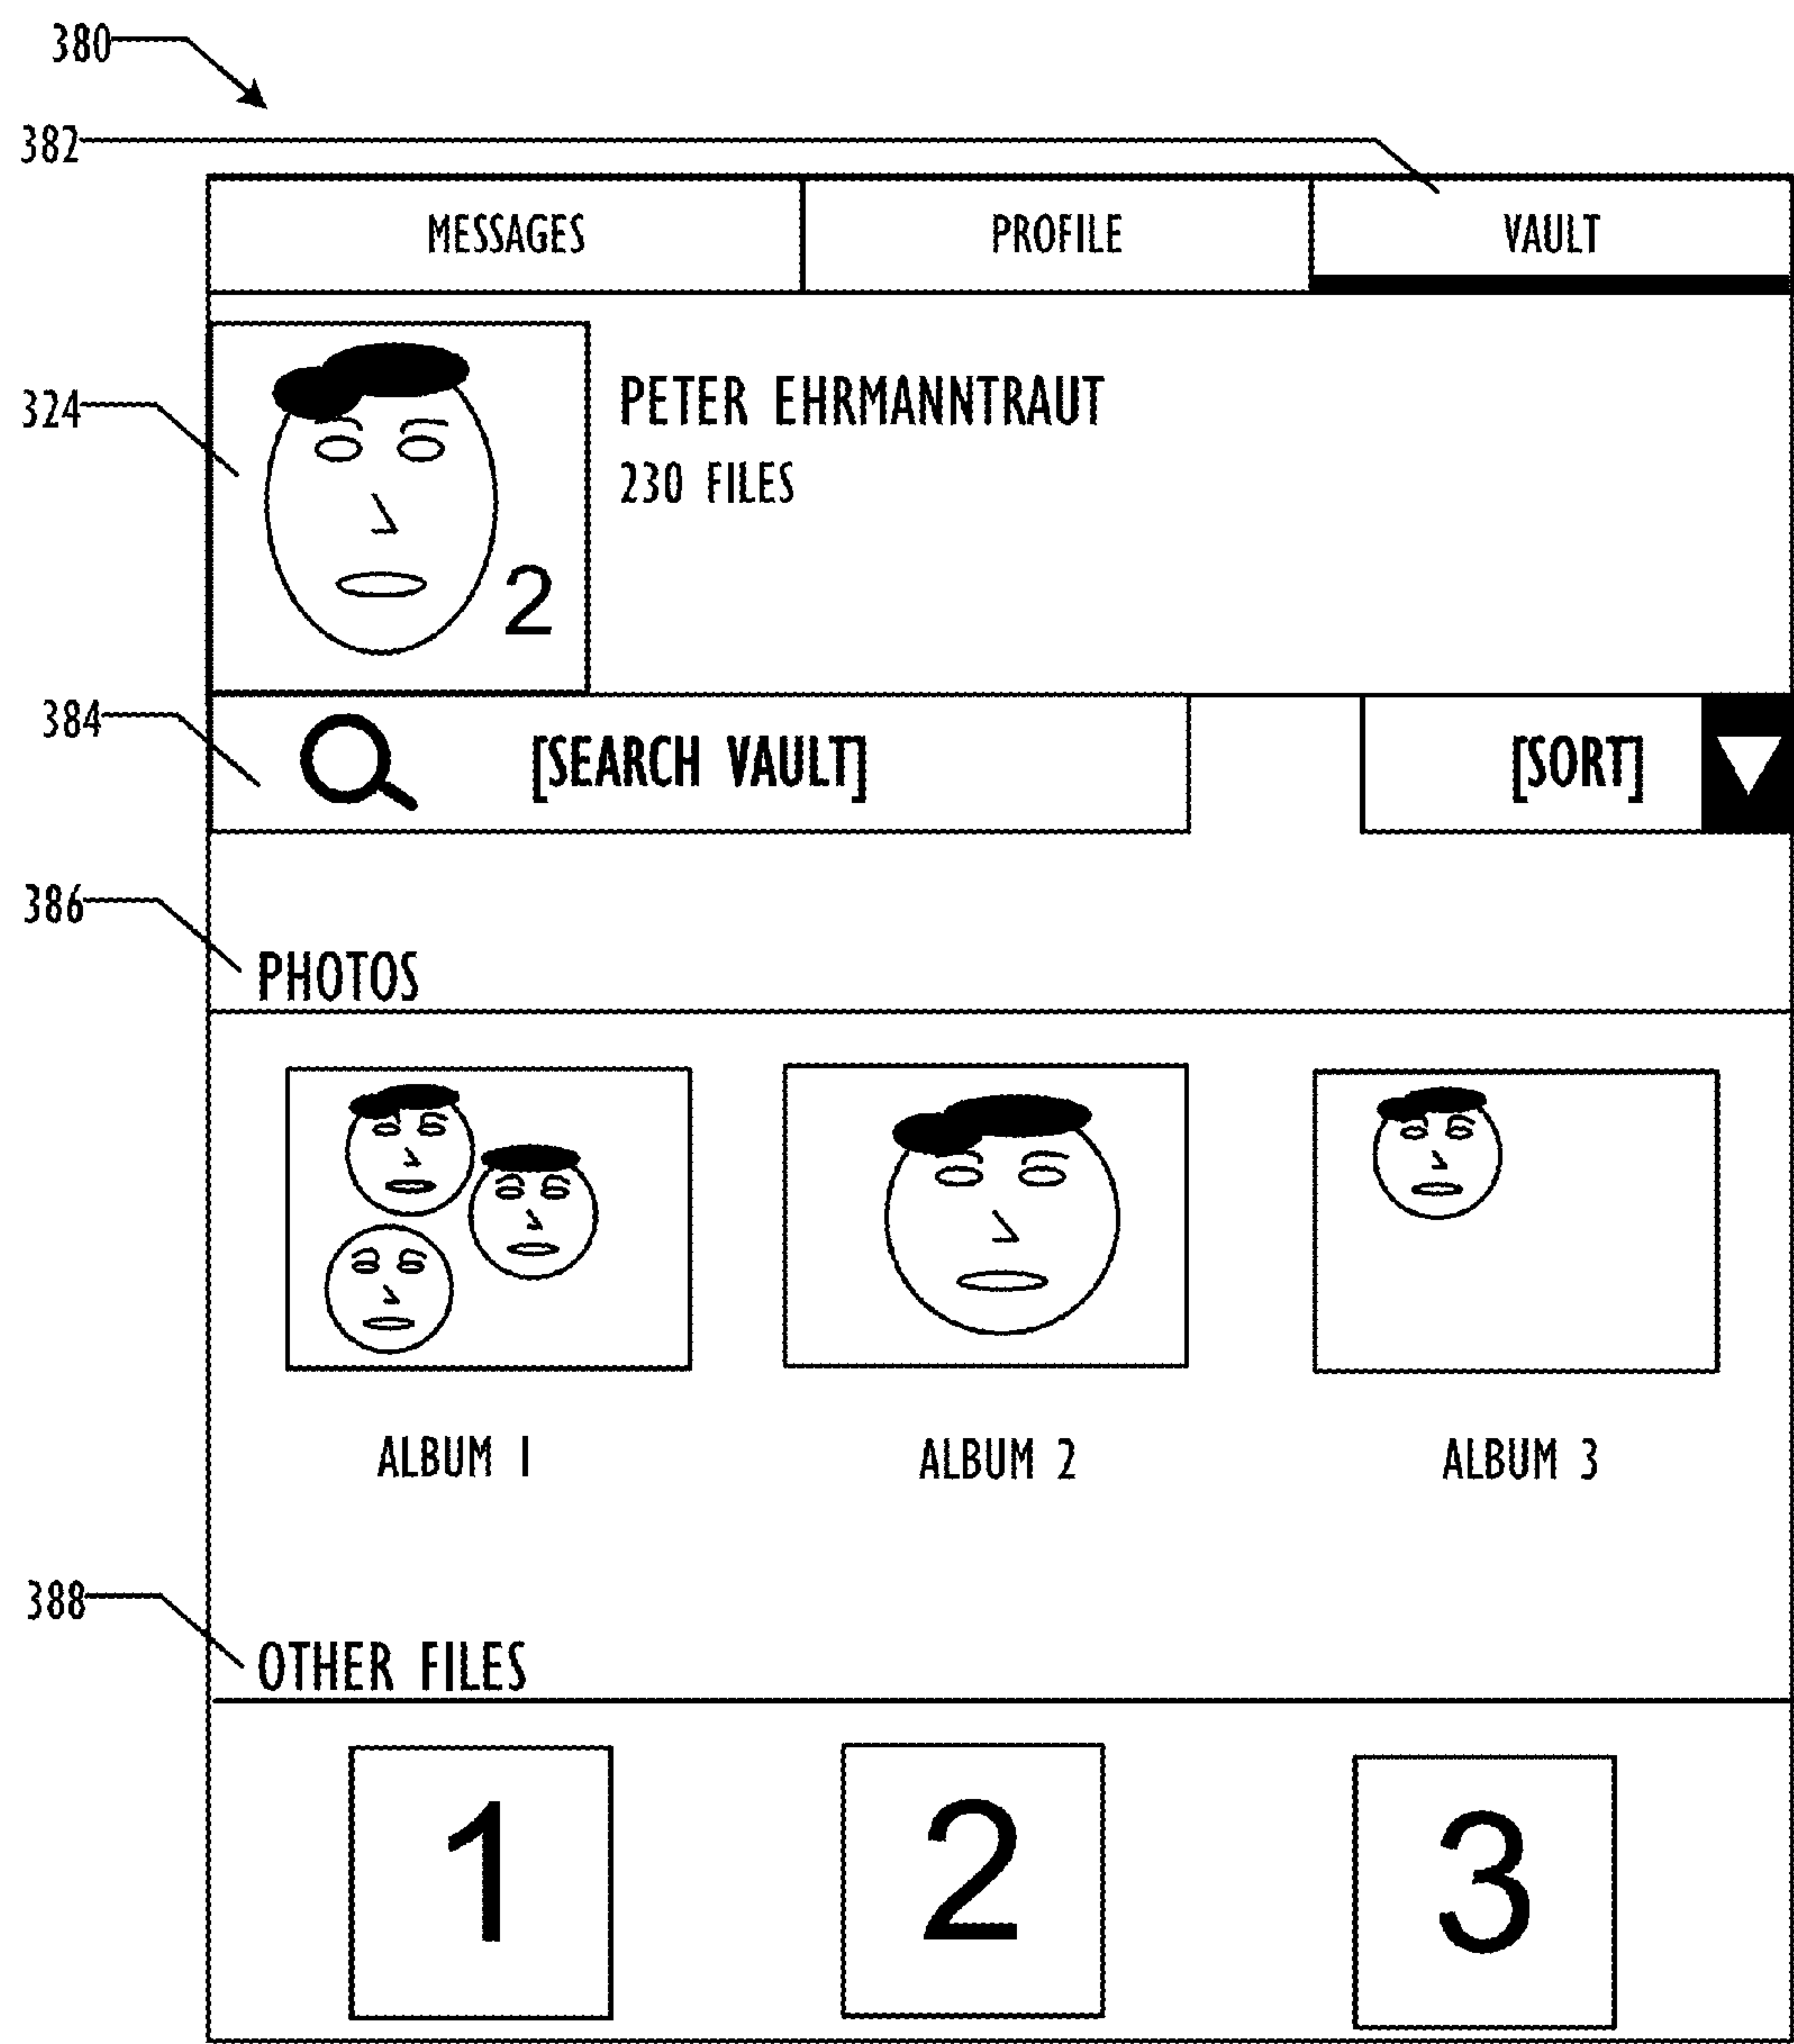 380
382
MESSAGES PROFILE VAULT
324
PETER EHRMANNTRAUT
230 FILES
2
384
[SEARCH VAULT] [SORT]
386
PHOTOS
ALBUM 1 ALBUM 2 ALBUM 3
388
OTHER FILES
1 2 3